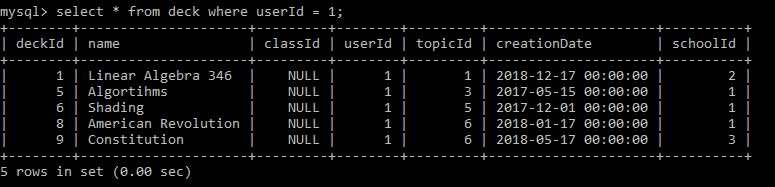 mysql> select * from deck where userId = 1;
+--------+---------------------+---------+--------+---------+---------------------+----------+
| deckId | name                | classId | userId | topicId | creationDate        | schoolId |
+--------+---------------------+---------+--------+---------+---------------------+----------+
|      1 | Linear Algebra 346  |    NULL |      1 |       1 | 2018-12-17 00:00:00 |        2 |
|      5 | Algortihms          |    NULL |      1 |       3 | 2017-05-15 00:00:00 |        1 |
|      6 | Shading             |    NULL |      1 |       5 | 2017-12-01 00:00:00 |        1 |
|      8 | American Revolution |    NULL |      1 |       6 | 2018-01-17 00:00:00 |        1 |
|      9 | Constitution        |    NULL |      1 |       6 | 2018-05-17 00:00:00 |        3 |
+--------+---------------------+---------+--------+---------+---------------------+----------+
5 rows in set (0.00 sec)